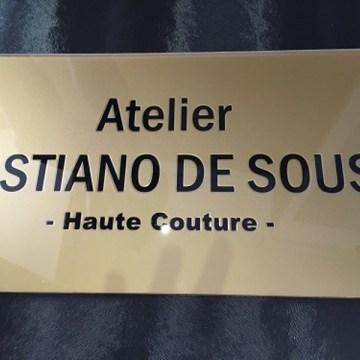 Atelier
STIANO DE SOUS
- Haute Couture -